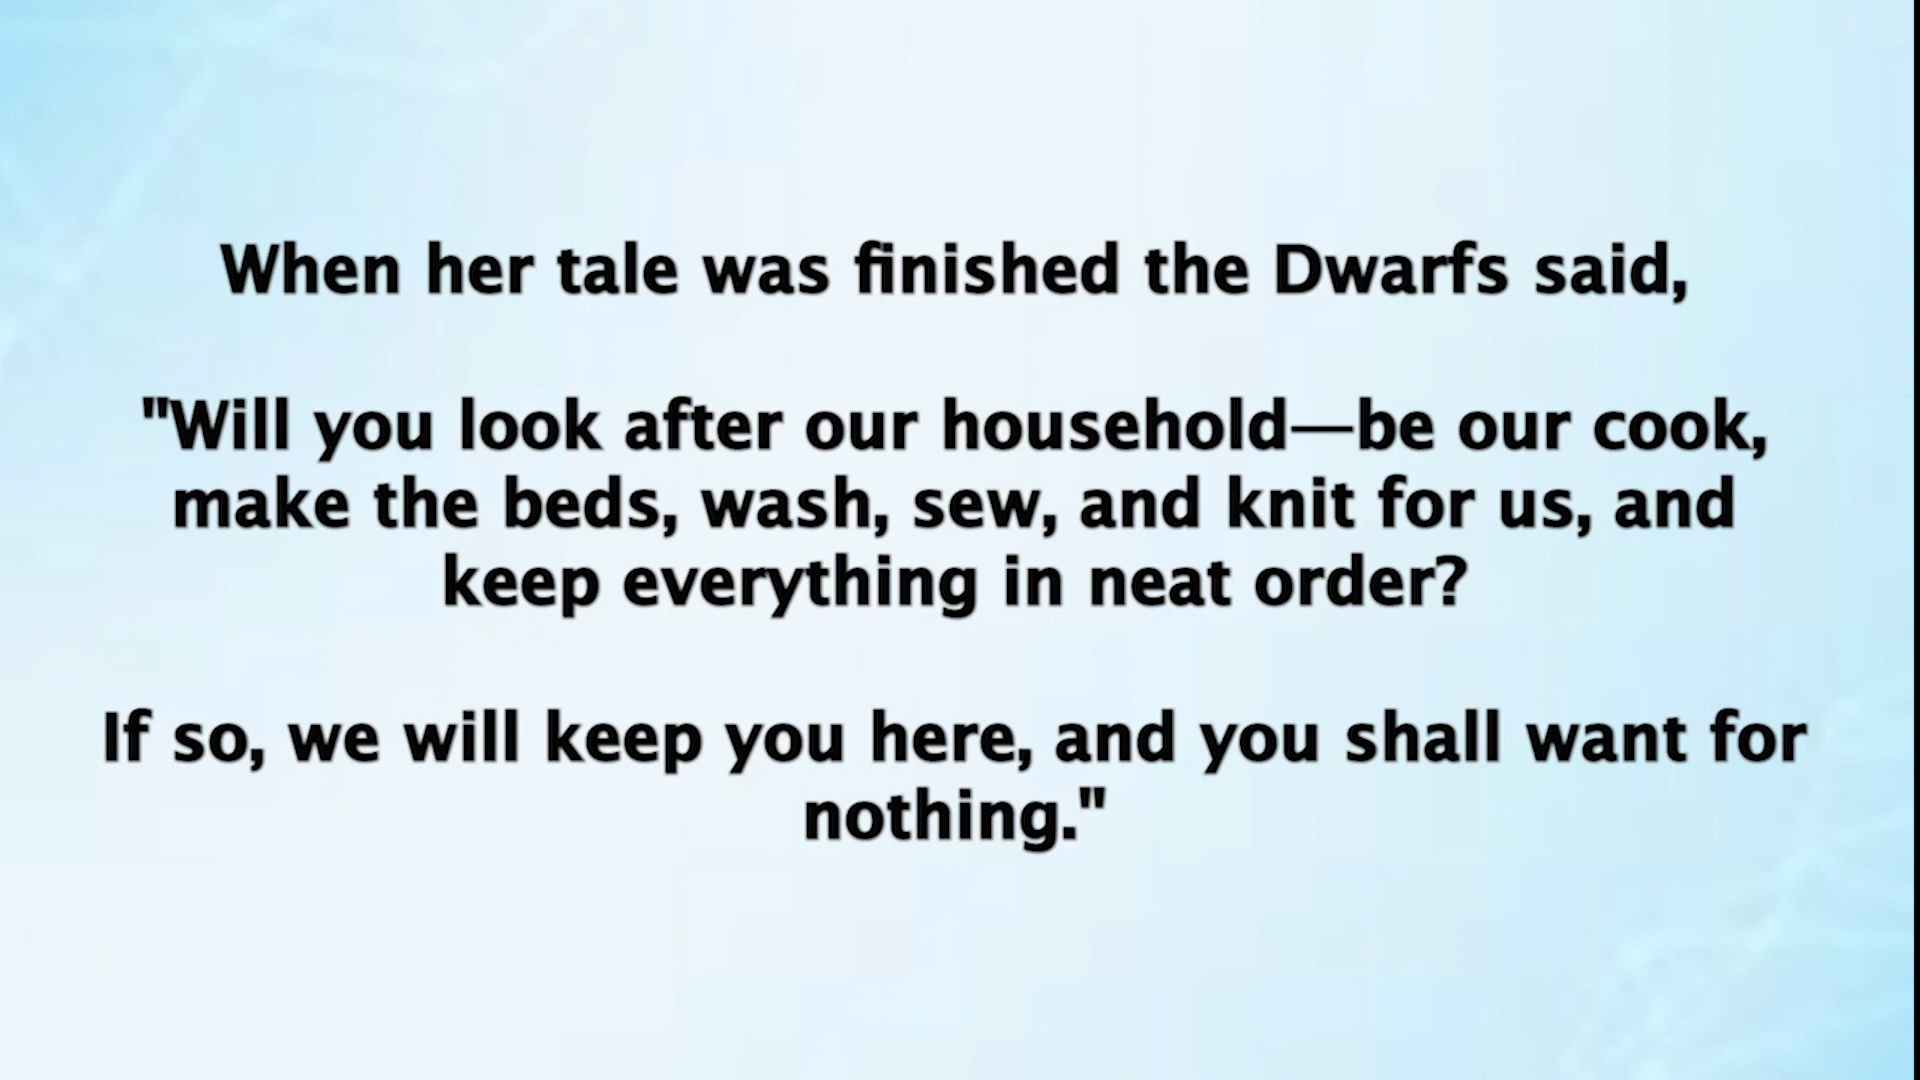 When her tale was finished the Dwarfs said,
"Will you look after our household—be our cook,
make the beds, wash, sew, and knit for us, and
keep everything in neat order?
If so, we will keep you here, and you shall want for
nothing."